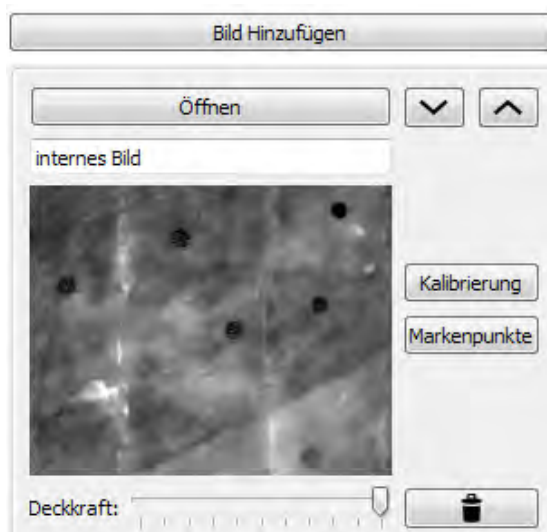 Bild Hinzufügen
Öffnen
internes Bild
Kalibrierung
Markenpunkte
Deckkraft: